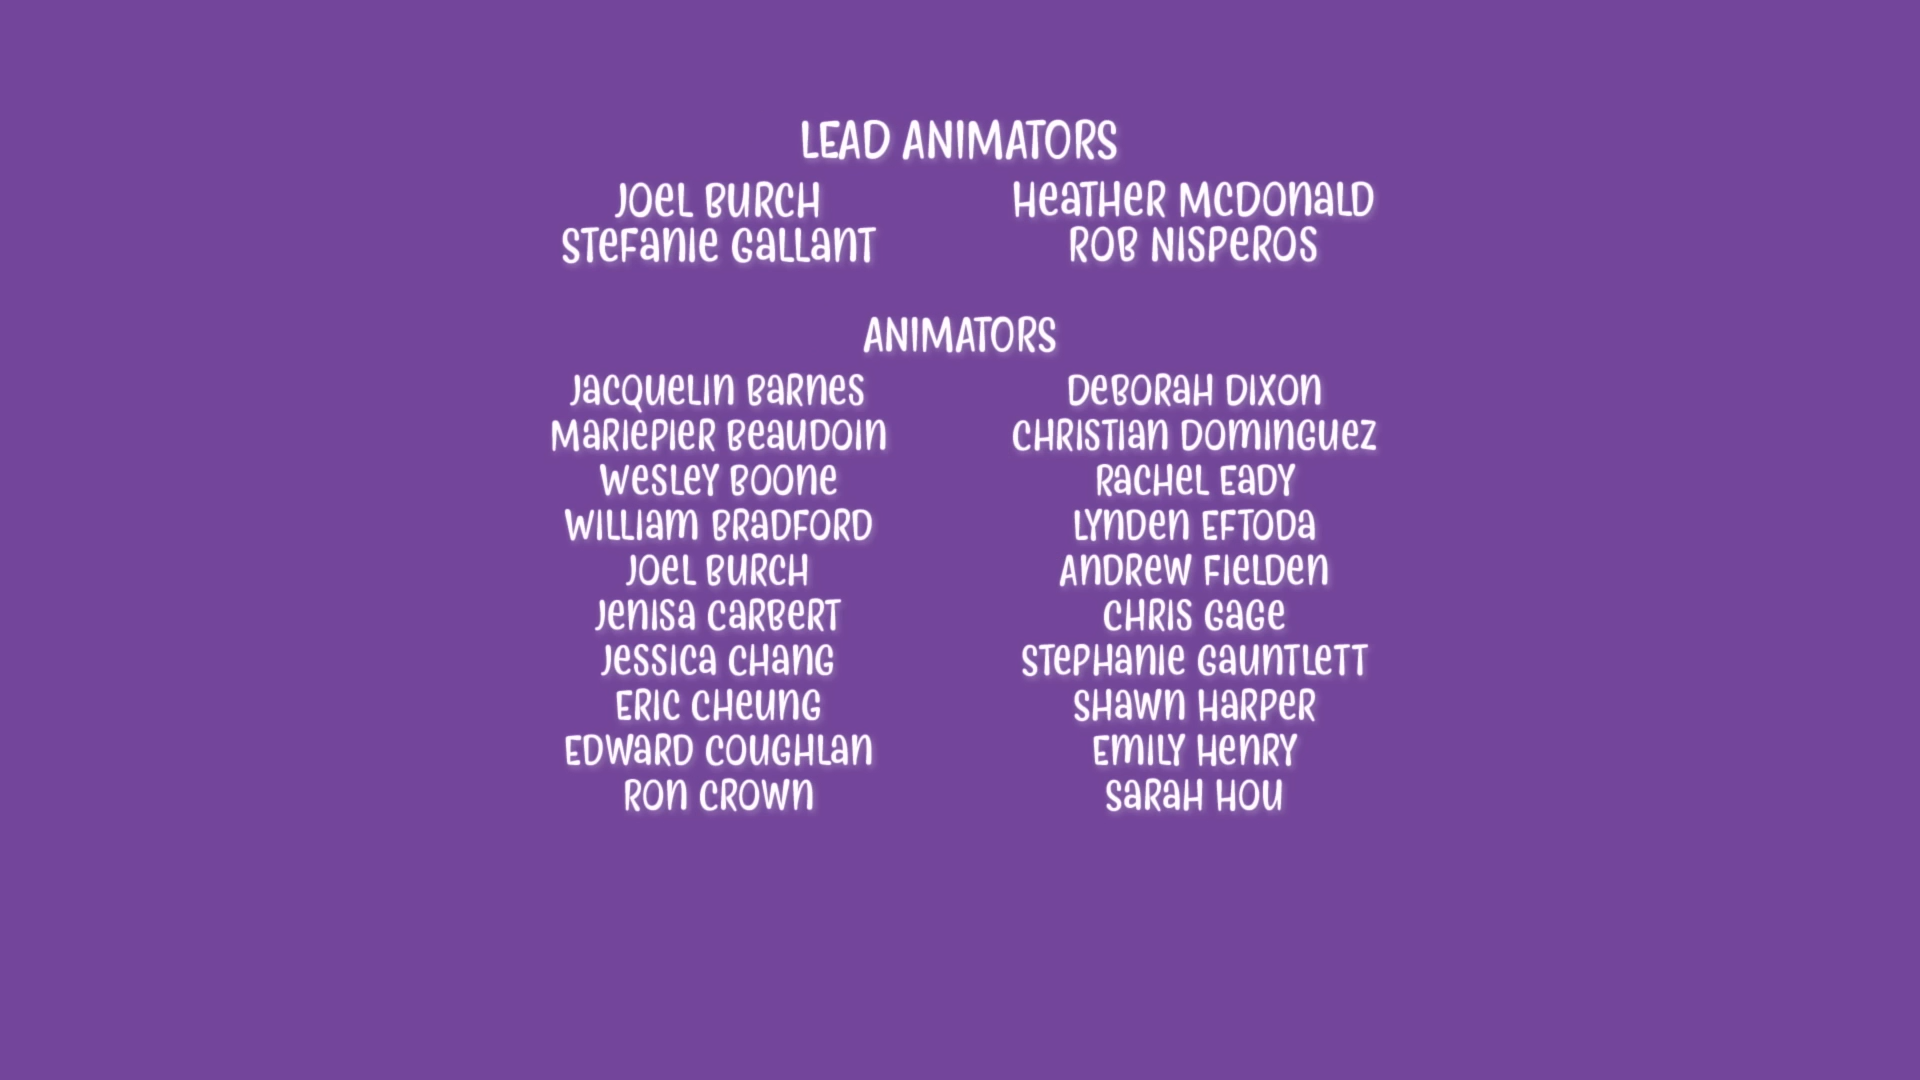 LEAD ANIMATORS
JOEL BURCH
HEATHER MCDONALD
STEFANIE GALLANT
ROB NISPEROS
ANIMATORS
JACQUELIN BARNES
DEBORAH DIXON
MARIEPIER BEAUDOIN
CHRISTIAN DOMINGUEZ
WESLEY BOONE
RACHEL EADY
WILLIAM BRADFORD
LYNDEN EFTODA
JOEL BURCH
ANDREW FIELDEN
JENISA CARBERT
CHRIS GAGE
JESSICA CHANG
STEPHANIE GAUNTLETT
ERIC CHEUNG
SHAWN HARPER
EDWARD COUGHLAN
EMILY HENRY
RON CROWN
SARAH HOU